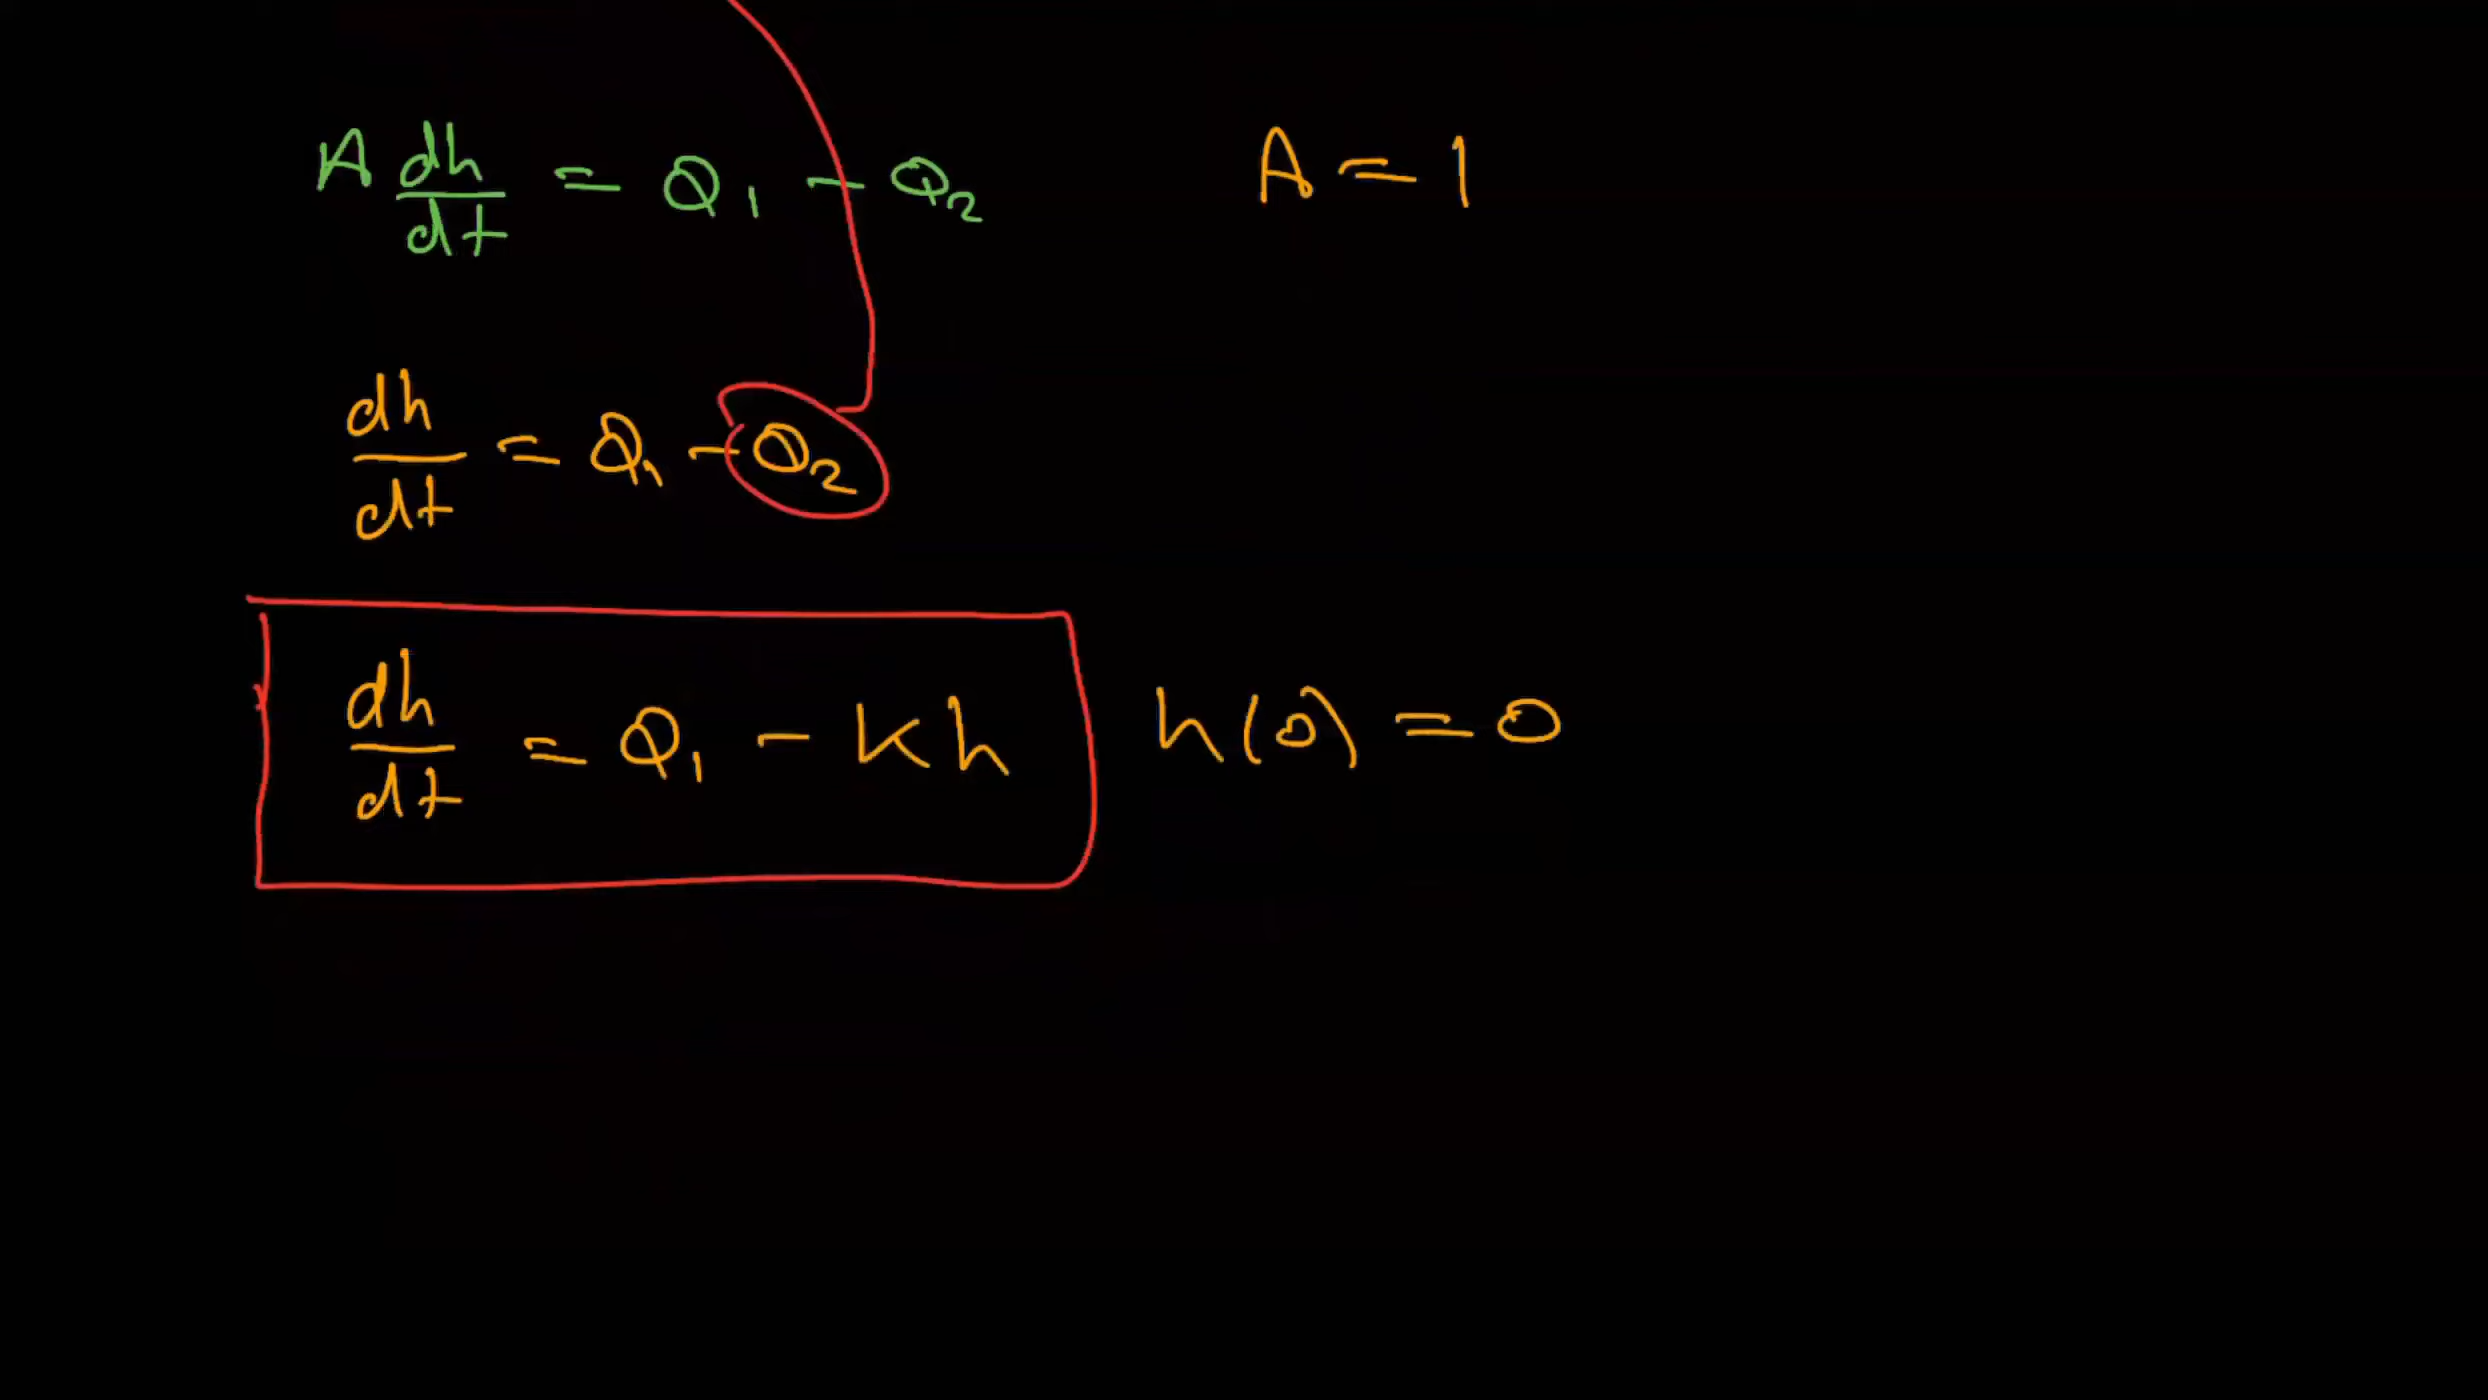 A dh/dt = Q₁ - Q₂    A = 1
dh/dt = Q₁ - Q₂
dh/dt = Q₁ - Kh    h(0) = 0